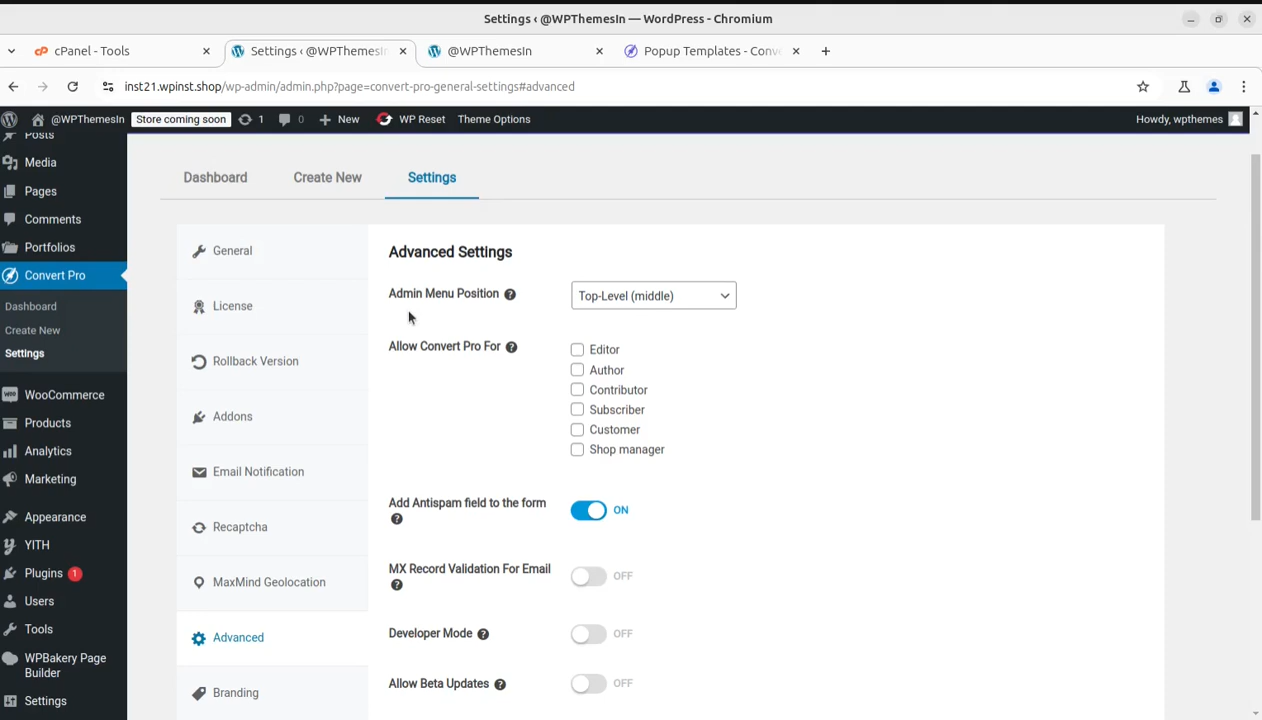 Settings ‹ @WPThemesIn — WordPress - Chromium
cPanel - Tools
Settings ‹ @WPThemesIn
@WPThemesIn
Popup Templates - Conv
inst21.wpinst.shop/wp-admin/admin.php?page=convert-pro-general-settings#advanced
@WPThemesIn
Store coming soon
1
0
New
WP Reset
Theme Options
Howdy, wpthemes
Posts
Media
Pages
Comments
Portfolios
Convert Pro
Dashboard
Create New
Settings
WooCommerce
Products
Analytics
Marketing
Appearance
YITH
Plugins 1
Users
Tools
WPBakery Page
Builder
Settings
Dashboard
Create New
Settings
General
License
Rollback Version
Addons
Email Notification
Recaptcha
MaxMind Geolocation
Advanced
Branding
Advanced Settings
Admin Menu Position ?
Top-Level (middle)
Allow Convert Pro For ?
Editor
Author
Contributor
Subscriber
Customer
Shop manager
Add Antispam field to the form
?
ON
MX Record Validation For Email
?
OFF
Developer Mode ?
OFF
Allow Beta Updates ?
OFF